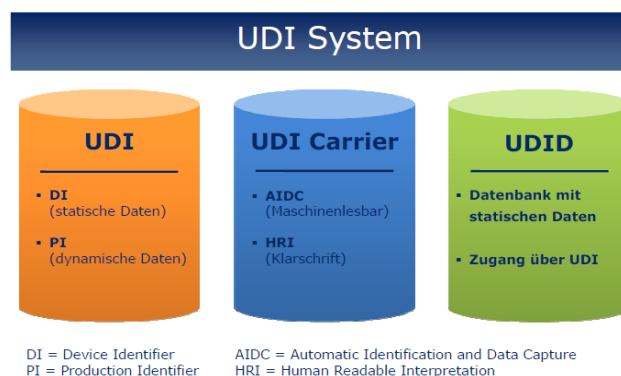 UDI System
UDI
▪ DI
(statische Daten)
▪ PI
(dynamische Daten)
UDI Carrier
▪ AIDC
(Maschinenlesbar)
▪ HRI
(Klarschrift)
UDID
▪ Datenbank mit
statischen Daten
▪ Zugang über UDI
DI = Device Identifier
PI = Production Identifier
AIDC = Automatic Identification and Data Capture
HRI = Human Readable Interpretation